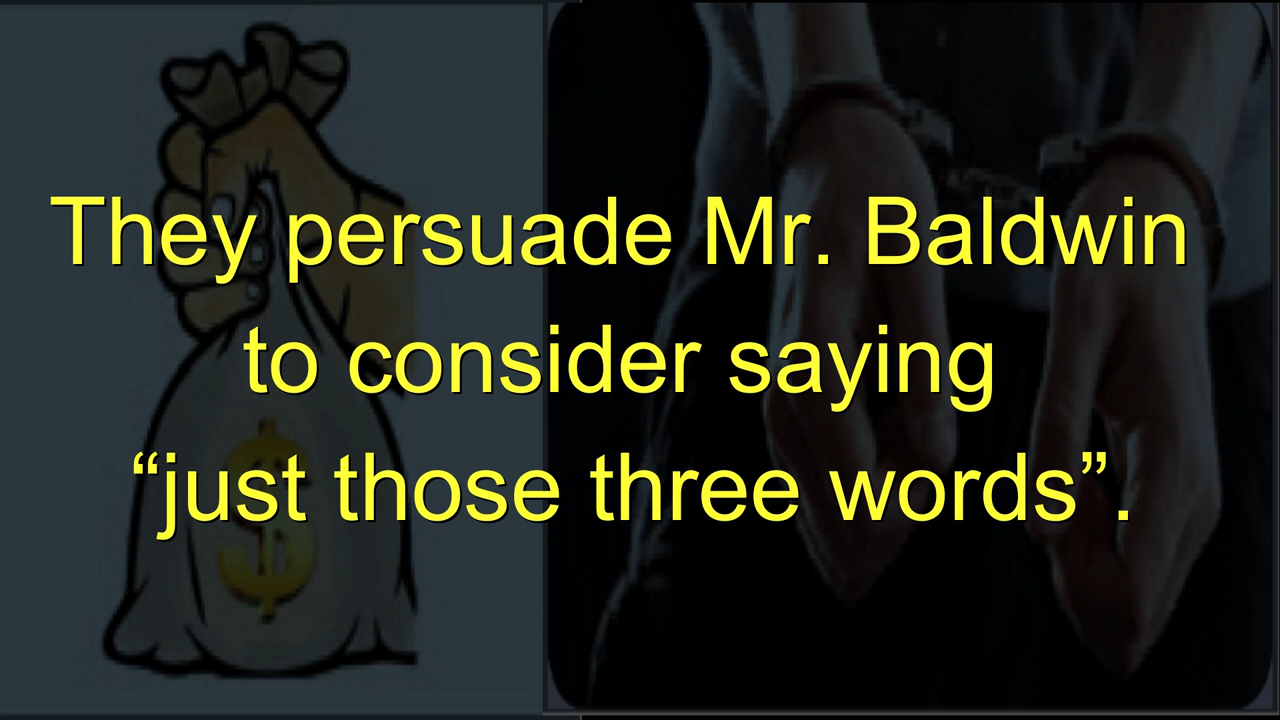 They persuade Mr. Baldwin
to consider saying
“just those three words”.